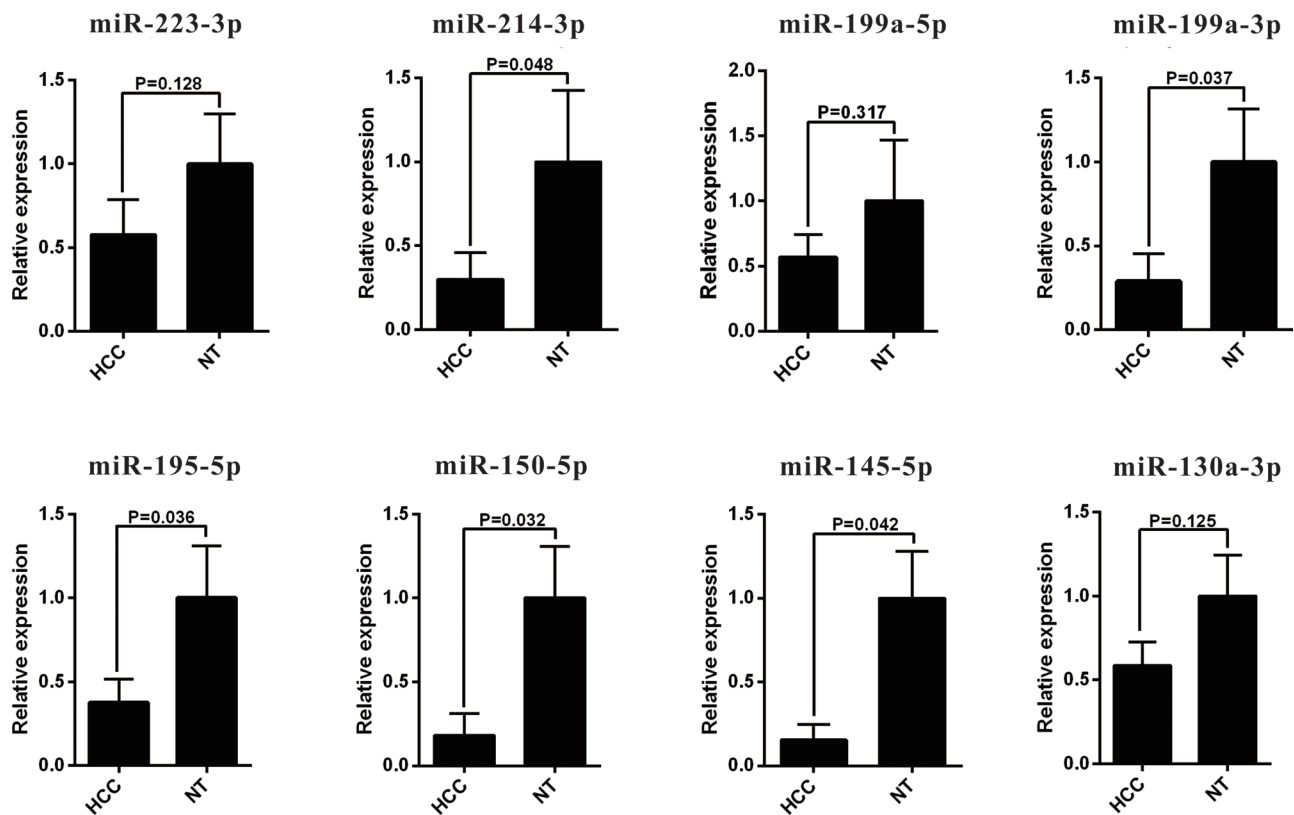 miR-223-3p
P=0.128
Relative expression
1.5
1.0
0.5
0.0
HCC
NT
miR-214-3p
P=0.048
Relative expression
1.5
1.0
0.5
0.0
HCC
NT
miR-199a-5p
P=0.317
Relative expression
2.0
1.5
1.0
0.5
0.0
HCC
NT
miR-199a-3p
P=0.037
Relative expression
1.5
1.0
0.5
0.0
HCC
NT
miR-195-5p
P=0.036
Relative expression
1.5
1.0
0.5
0.0
HCC
NT
miR-150-5p
P=0.032
Relative expression
1.5
1.0
0.5
0.0
HCC
NT
miR-145-5p
P=0.042
Relative expression
1.5
1.0
0.5
0.0
HCC
NT
miR-130a-3p
P=0.125
Relative expression
1.5
1.0
0.5
0.0
HCC
NT